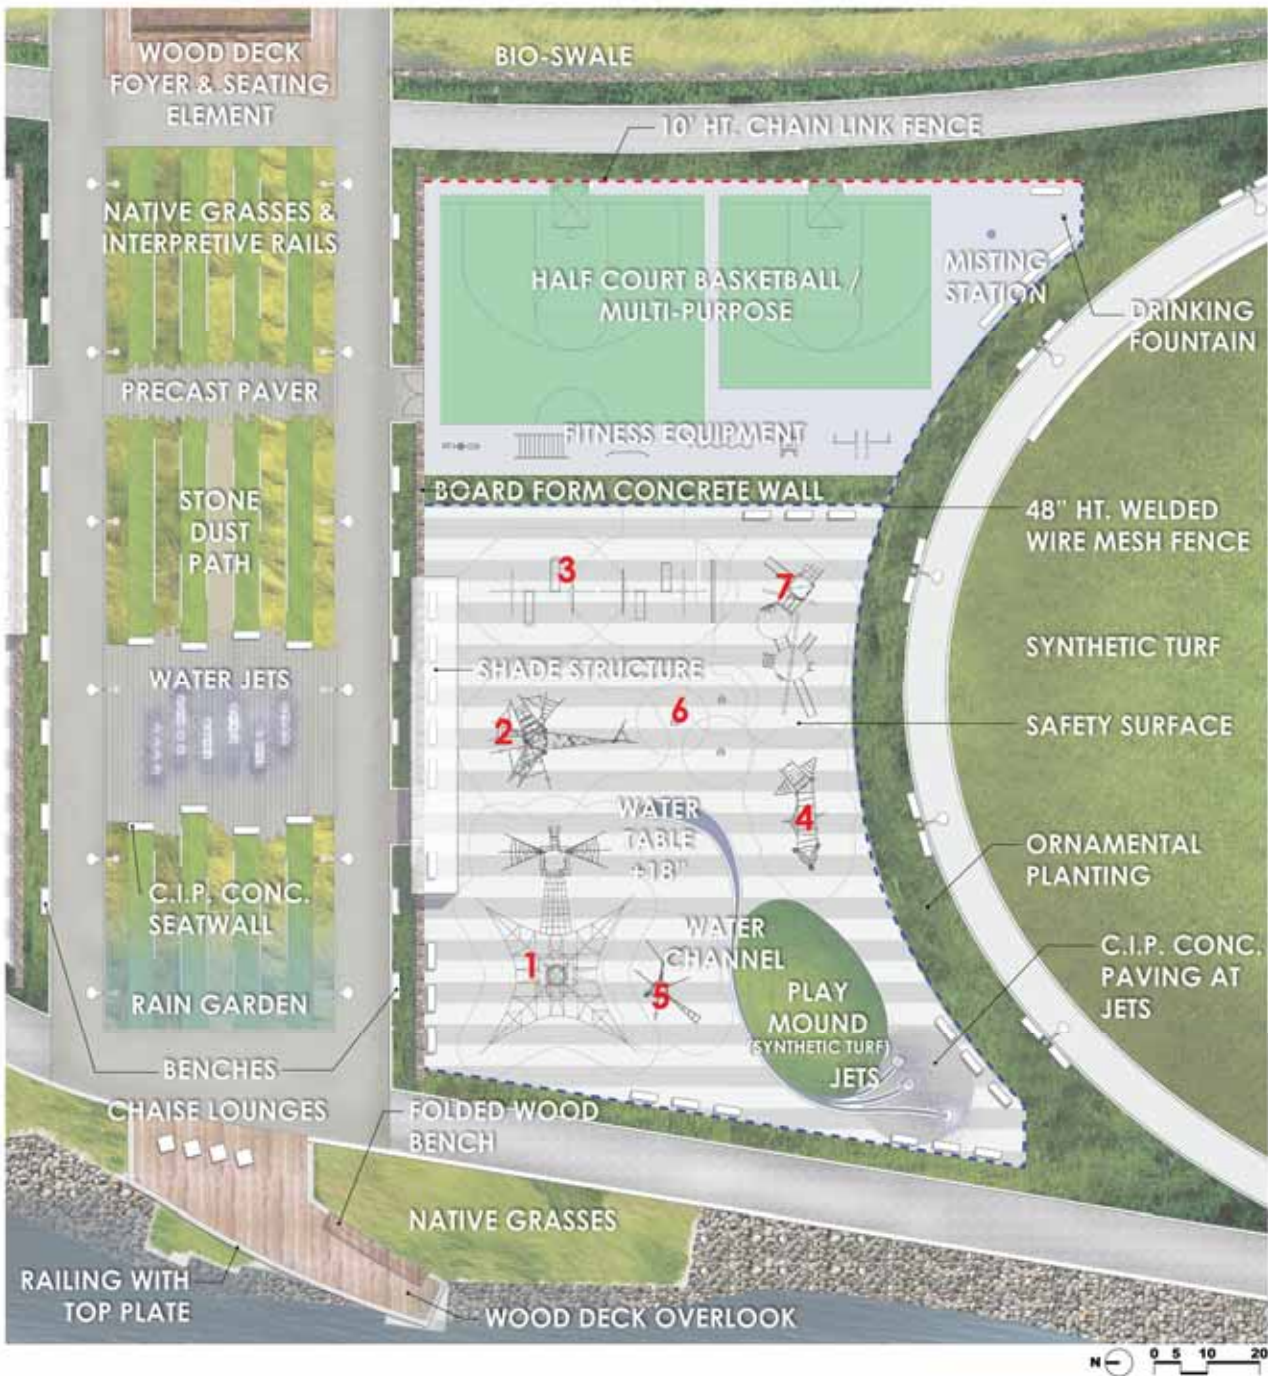 WOOD DECK
FOYER & SEATING
ELEMENT
BIO-SWALE
10' HT. CHAIN LINK FENCE
NATIVE GRASSES &
INTERPRETIVE RAILS
HALF COURT BASKETBALL /
MULTI-PURPOSE
MISTING
STATION
DRINKING
FOUNTAIN
PRECAST PAVER
FITNESS EQUIPMENT
STONE
DUST
PATH
BOARD FORM CONCRETE WALL
48" HT. WELDED
WIRE MESH FENCE
3
7
SYNTHETIC TURF
WATER JETS
SHADE STRUCTURE
6
2
SAFETY SURFACE
WATER
TABLE
+18"
4
ORNAMENTAL
PLANTING
C.I.P. CONC.
SEATWALL
WATER
CHANNEL
C.I.P. CONC.
PAVING AT
JETS
1
5
RAIN GARDEN
PLAY
MOUND
(SYNTHETIC TURF)
JETS
BENCHES
CHAISE LOUNGES
FOLDED WOOD
BENCH
NATIVE GRASSES
RAILING WITH
TOP PLATE
WOOD DECK OVERLOOK
N 0 5 10 20